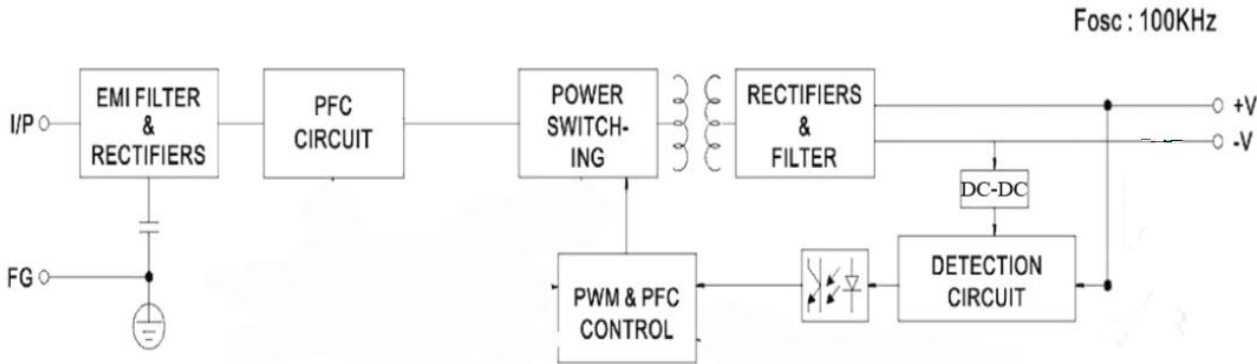 Fosc : 100KHz
I/P
EMI FILTER
&
RECTIFIERS
PFC
CIRCUIT
POWER
SWITCH-
ING
RECTIFIERS
&
FILTER
+V
-V
DC-DC
FG
PWM & PFC
CONTROL
DETECTION
CIRCUIT